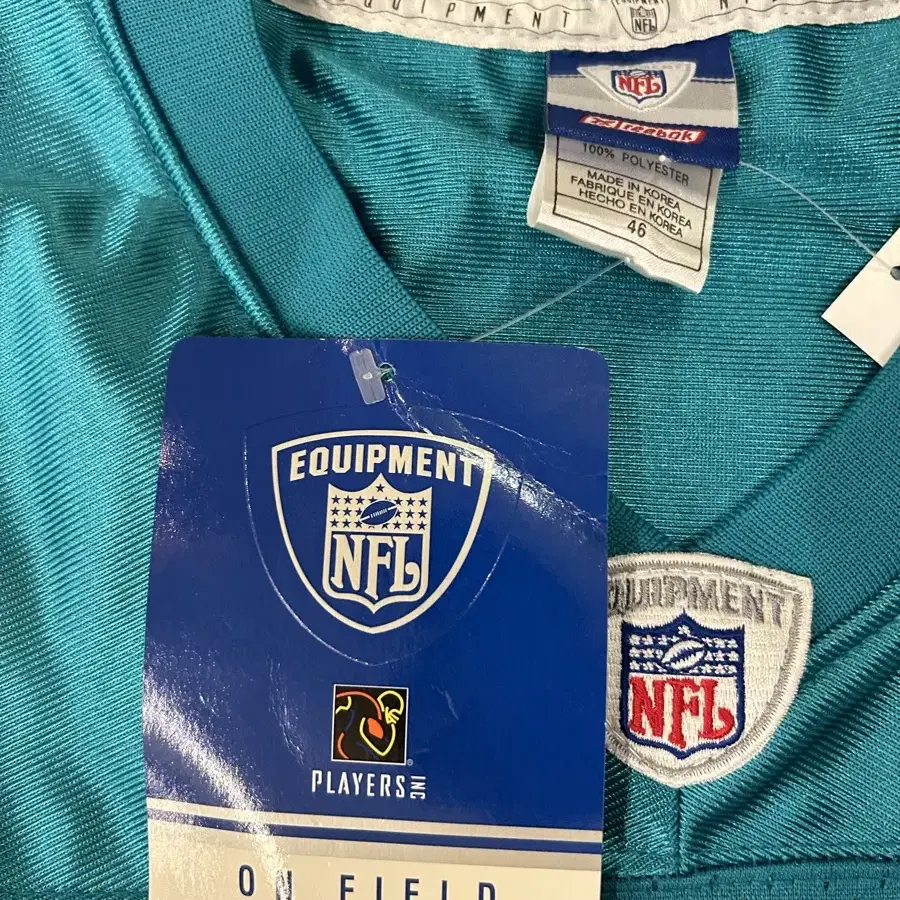 QUIPMENT
NFL
NFL
Reebok
100% POLYESTER
MADE IN KOREA
FABRIQUE EN KOREA
HECHO EN KOREA
46
EQUIPMENT
NFL
PLAYERS INC
ON FIELD
EQUIPMENT
NFL